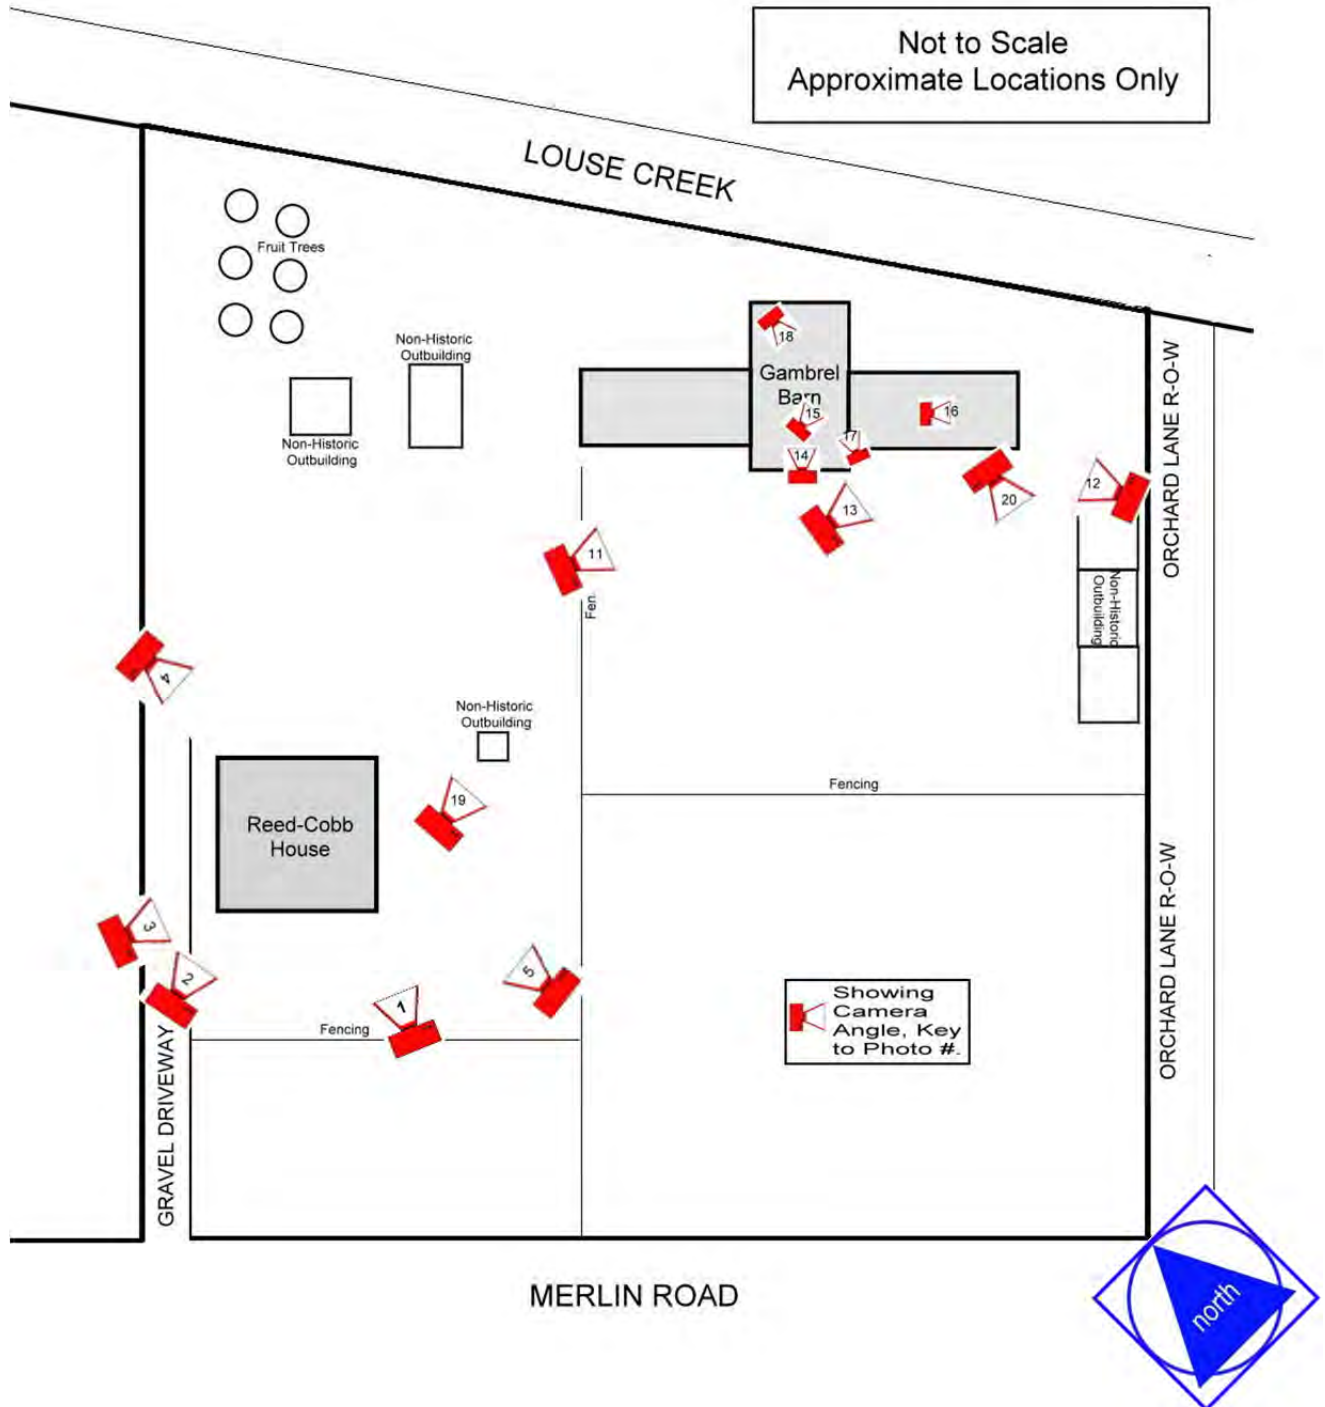 Not to Scale
Approximate Locations Only
LOUSE CREEK
Fruit Trees
Non-Historic
Outbuilding
Non-Historic
Outbuilding
18
Gambrel
Barn
15
16
17
14
13
20
12
ORCHARD LANE R-O-W
11
Fen.
Non-Historic
Outbuilding
4
Non-Historic
Outbuilding
Fencing
19
Reed-Cobb
House
3
2
1
5
Fencing
Showing
Camera
Angle, Key
to Photo #.
ORCHARD LANE R-O-W
GRAVEL DRIVEWAY
MERLIN ROAD
north